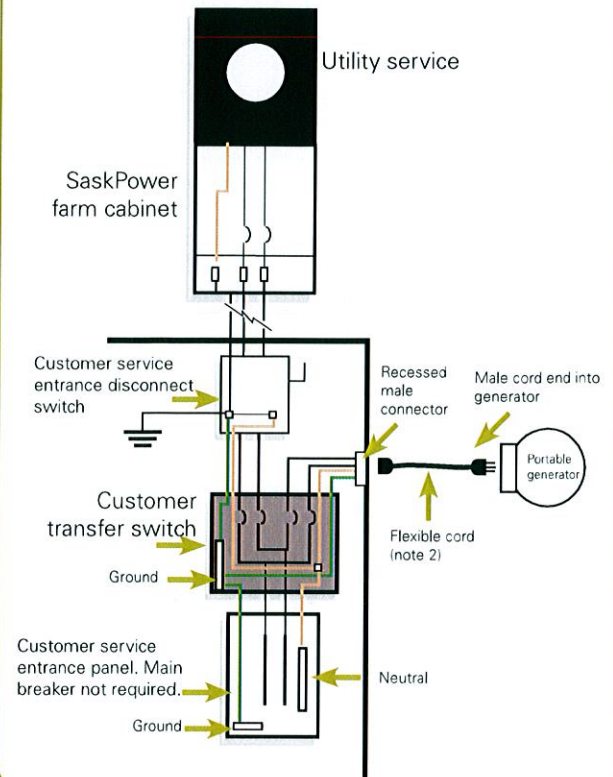 Utility service
SaskPower
farm cabinet
Customer service
entrance disconnect
switch
Recessed
male
connector
Male cord end into
generator
Portable
generator
Flexible cord
(note 2)
Customer
transfer switch
Ground
Customer service
entrance panel. Main
breaker not required.
Neutral
Ground